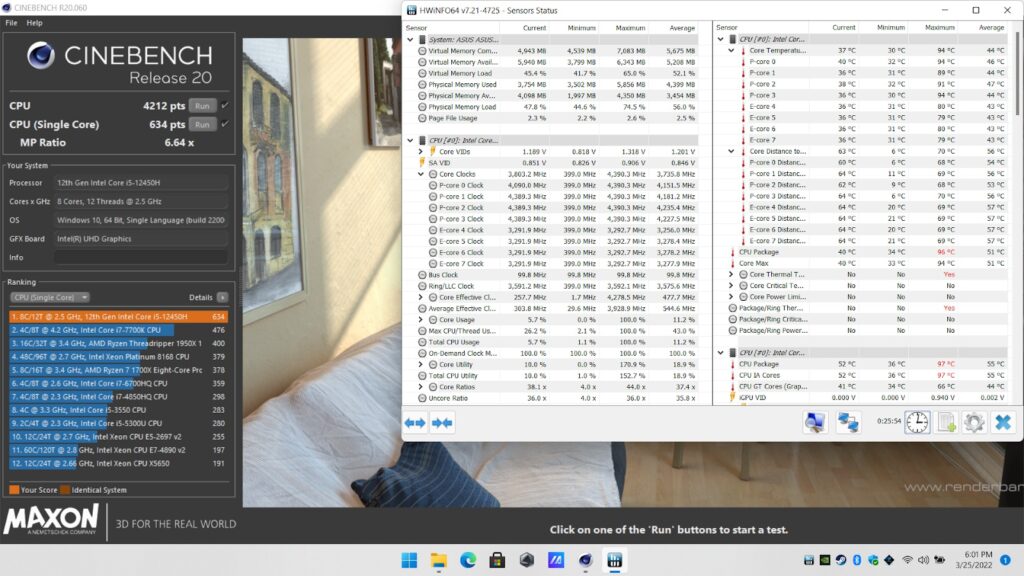 CINEBENCH R20.060
File Help
CINEBENCH
Release 20
CPU 4212 pts Run
CPU (Single Core) 634 pts Run
MP Ratio 6.64 x
Your System
Processor 12th Gen Intel Core i5-12450H
Cores x GHz 8 Cores, 12 Threads @ 2.5 GHz
OS Windows 10, 64 Bit, Single Language (build 2200
GFX Board Intel(R) UHD Graphics
Info
Ranking
CPU (Single Core) Details
1. 8C/12T @ 2.5 GHz, 12th Gen Intel Core i5-12450H 634
2. 4C/8T @ 4.2 GHz, Intel Core i7-7700K CPU 476
3. 16C/32T @ 3.4 GHz, AMD Ryzen Threadripper 1950X 1 400
4. 48C/96T @ 2.7 GHz, Intel Xeon Platinum 8168 CPU 379
5. 8C/16T @ 3.4 GHz, AMD Ryzen 7 1700X Eight-Core Prc 378
6. 4C/8T @ 2.6 GHz, Intel Core i7-6700HQ CPU 359
7. 4C/8T @ 2.3 GHz, Intel Core i7-4850HQ CPU 298
8. 4C @ 3.3 GHz, Intel Core i5-3550 CPU 283
9. 2C/4T @ 2.3 GHz, Intel Core i5-5300U CPU 280
10. 12C/24T @ 2.7 GHz, Intel Xeon CPU E5-2697 v2 255
11. 60C/120T @ 2.8 GHz, Intel Xeon CPU E7-4890 v2 197
12. 12C/24T @ 2.66 GHz, Intel Xeon CPU X5650 191
Your Score Identical System
MAXON
A NEMETSCHEK COMPANY
3D FOR THE REAL WORLD
HWiNFO64 v7.21-4725 - Sensors Status
Sensor Current Minimum Maximum Average
System: ASUS ASUS...
Virtual Memory Com... 4,943 MB 4,539 MB 7,083 MB 5,675 MB
Virtual Memory Avail... 5,940 MB 3,799 MB 6,343 MB 5,208 MB
Virtual Memory Load 45.4 % 41.7 % 65.0 % 52.1 %
Physical Memory Used 3,754 MB 3,502 MB 5,856 MB 4,399 MB
Physical Memory Av... 4,098 MB 1,997 MB 4,350 MB 3,454 MB
Physical Memory Load 47.8 % 44.6 % 74.5 % 56.0 %
Page File Usage 2.3 % 2.2 % 2.6 % 2.5 %
CPU [#0]: Intel Core...
Core VIDs 1.189 V 0.818 V 1.318 V 1.201 V
SA VID 0.851 V 0.826 V 0.906 V 0.846 V
Core Clocks 3,803.2 MHz 399.0 MHz 4,390.3 MHz 3,735.8 MHz
P-core 0 Clock 4,090.0 MHz 399.0 MHz 4,390.3 MHz 4,151.5 MHz
P-core 1 Clock 4,389.3 MHz 399.0 MHz 4,390.3 MHz 4,181.2 MHz
P-core 2 Clock 4,389.3 MHz 399.0 MHz 4,390.3 MHz 4,235.4 MHz
P-core 3 Clock 4,389.3 MHz 399.0 MHz 4,390.3 MHz 4,227.5 MHz
E-core 4 Clock 3,291.9 MHz 399.0 MHz 3,292.7 MHz 3,256.0 MHz
E-core 5 Clock 3,291.9 MHz 399.0 MHz 3,292.7 MHz 3,278.4 MHz
E-core 6 Clock 3,291.9 MHz 399.0 MHz 3,292.7 MHz 3,278.2 MHz
E-core 7 Clock 3,291.9 MHz 399.0 MHz 3,292.7 MHz 3,277.9 MHz
Bus Clock 99.8 MHz 99.8 MHz 99.8 MHz 99.8 MHz
Ring/LLC Clock 3,591.2 MHz 399.0 MHz 3,592.1 MHz 3,575.6 MHz
Core Effective Cl... 257.7 MHz 1.7 MHz 4,278.5 MHz 477.7 MHz
Average Effective Cl... 303.8 MHz 29.6 MHz 3,928.9 MHz 544.6 MHz
Core Usage 5.7 % 0.0 % 100.0 % 11.2 %
Max CPU/Thread Us... 26.2 % 2.1 % 100.0 % 43.0 %
Total CPU Usage 5.7 % 1.1 % 100.0 % 11.2 %
On-Demand Clock M... 100.0 % 100.0 % 100.0 % 100.0 %
Core Utility 10.0 % 0.0 % 170.9 % 18.9 %
Total CPU Utility 10.0 % 1.0 % 152.7 % 18.9 %
Core Ratios 38.1 x 4.0 x 44.0 x 37.4 x
Uncore Ratio 36.0 x 4.0 x 36.0 x 35.8 x
Sensor Current Minimum Maximum Average
CPU [#0]: Intel Cor...
Core Temperatu... 37 °C 30 °C 94 °C 44 °C
P-core 0 40 °C 32 °C 94 °C 46 °C
P-core 1 36 °C 31 °C 89 °C 44 °C
P-core 2 38 °C 32 °C 91 °C 47 °C
P-core 3 36 °C 30 °C 94 °C 44 °C
E-core 4 36 °C 31 °C 80 °C 43 °C
E-core 5 36 °C 31 °C 79 °C 43 °C
E-core 6 36 °C 31 °C 80 °C 43 °C
E-core 7 36 °C 31 °C 79 °C 43 °C
Core Distance to... 63 °C 6 °C 70 °C 56 °C
P-core 0 Distanc... 60 °C 6 °C 68 °C 54 °C
P-core 1 Distanc... 64 °C 11 °C 69 °C 56 °C
P-core 2 Distanc... 62 °C 9 °C 68 °C 53 °C
P-core 3 Distanc... 64 °C 6 °C 70 °C 56 °C
E-core 4 Distanc... 64 °C 20 °C 69 °C 57 °C
E-core 5 Distanc... 64 °C 21 °C 69 °C 57 °C
E-core 6 Distanc... 64 °C 20 °C 69 °C 57 °C
E-core 7 Distanc... 64 °C 21 °C 69 °C 57 °C
CPU Package 48 °C 34 °C 96 °C 51 °C
Core Max 40 °C 33 °C 94 °C 51 °C
Core Thermal T... No No Yes
Core Critical Te... No No No
Core Power Limi... No No No
Package/Ring Ther... No No Yes
Package/Ring Critica... No No No
Package/Ring Power... No No No
CPU [#0]: Intel Cor...
CPU Package 52 °C 36 °C 97 °C 55 °C
CPU IA Cores 52 °C 36 °C 97 °C 55 °C
CPU GT Cores (Grap... 41 °C 34 °C 66 °C 44 °C
iGPU VID 0.000 V 0.000 V 0.940 V 0.002 V
0:25:54
www.renderbar
Click on one of the 'Run' buttons to start a test.
6:01 PM
3/25/2022
1